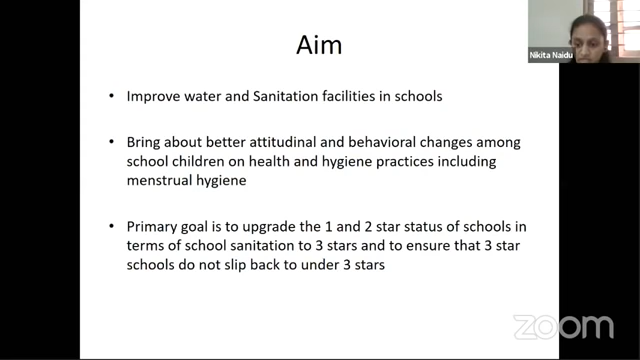 Aim
Nikita Naidu
• Improve water and Sanitation facilities in schools
• Bring about better attitudinal and behavioral changes among
school children on health and hygiene practices including
menstrual hygiene
• Primary goal is to upgrade the 1 and 2 star status of schools in
terms of school sanitation to 3 stars and to ensure that 3 star
schools do not slip back to under 3 stars
zoom